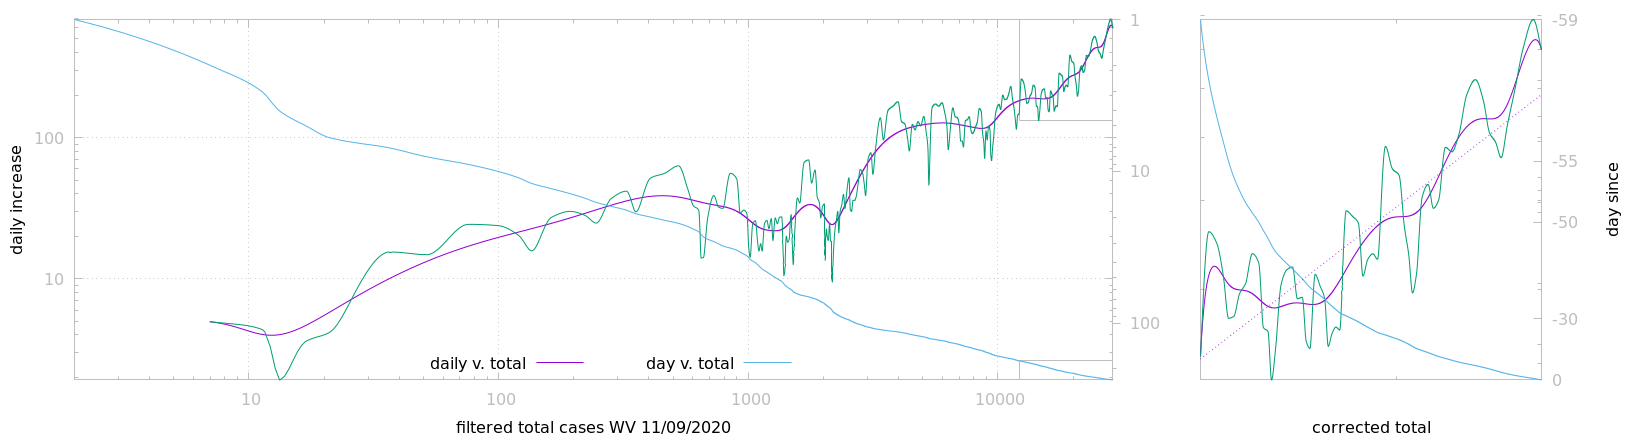 daily increase
100
10
10
100
1000
10000
filtered total cases WV 11/09/2020
daily v. total
day v. total
1
10
100
-59
-55
-50
-30
0
day since
corrected total